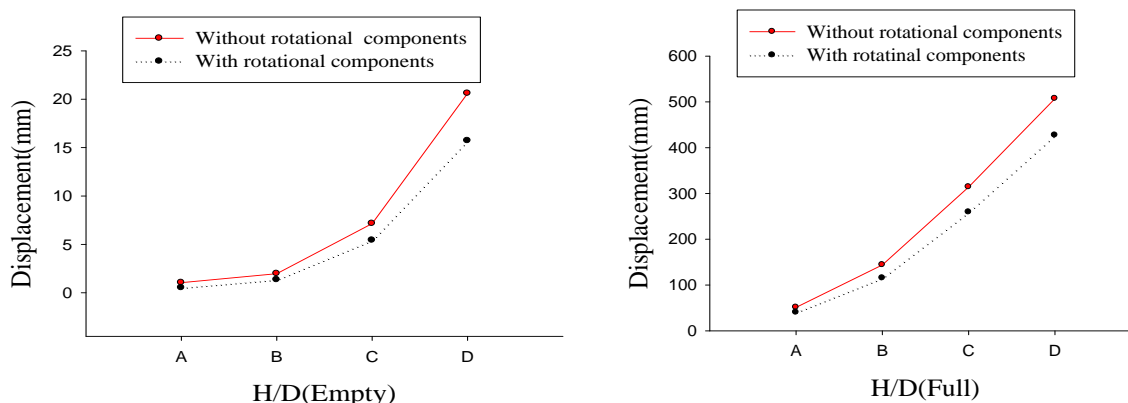 Without rotational components
With rotational components
25
20
15
10
5
0
Displacement(mm)
A B C D
H/D(Empty)
Without rotational components
With rotatinal components
600
500
400
300
200
100
0
Displacement(mm)
A B C D
H/D(Full)